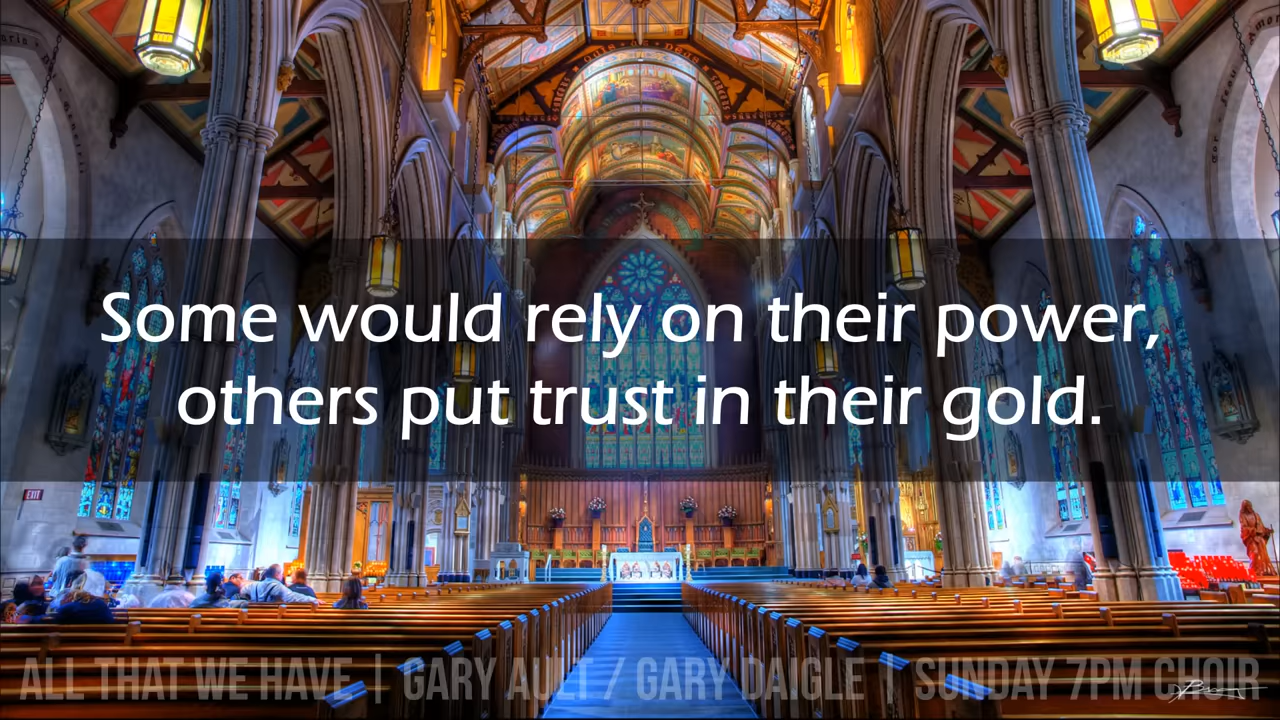 Some would rely on their power,
others put trust in their gold.
EXIT
ALL THAT WE HAVE | GARY AULT / GARY DAIGLE | SUNDAY 7PM CHOIR